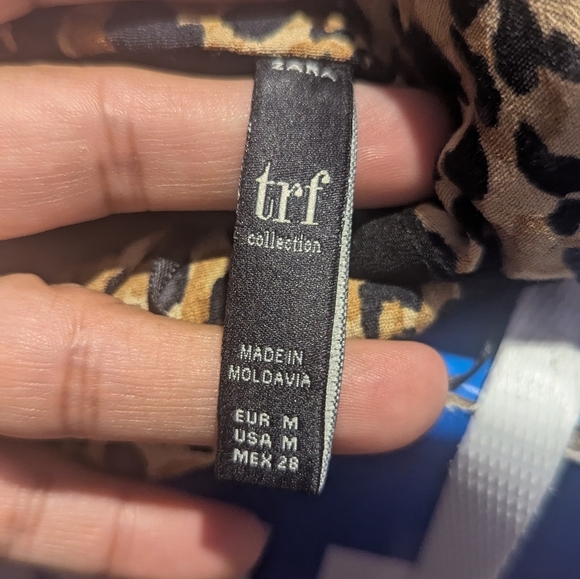 ZARA
trf
collection
MADE IN
MOLDAVIA
EUR M
USA M
MEX 28